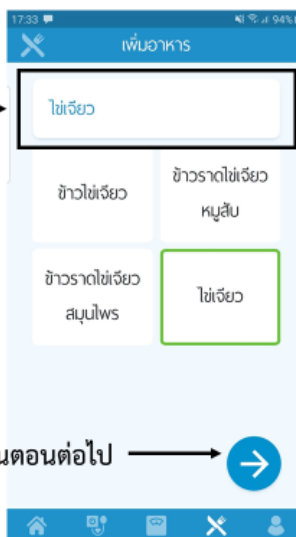 17:33 94%
เพิ่มอาหาร
ไข่เจียว
ข้าวไข่เจียว
ข้าวราดไข่เจียว
หมูสับ
ข้าวราดไข่เจียว
สมุนไพร
ไข่เจียว
นตอนต่อไป